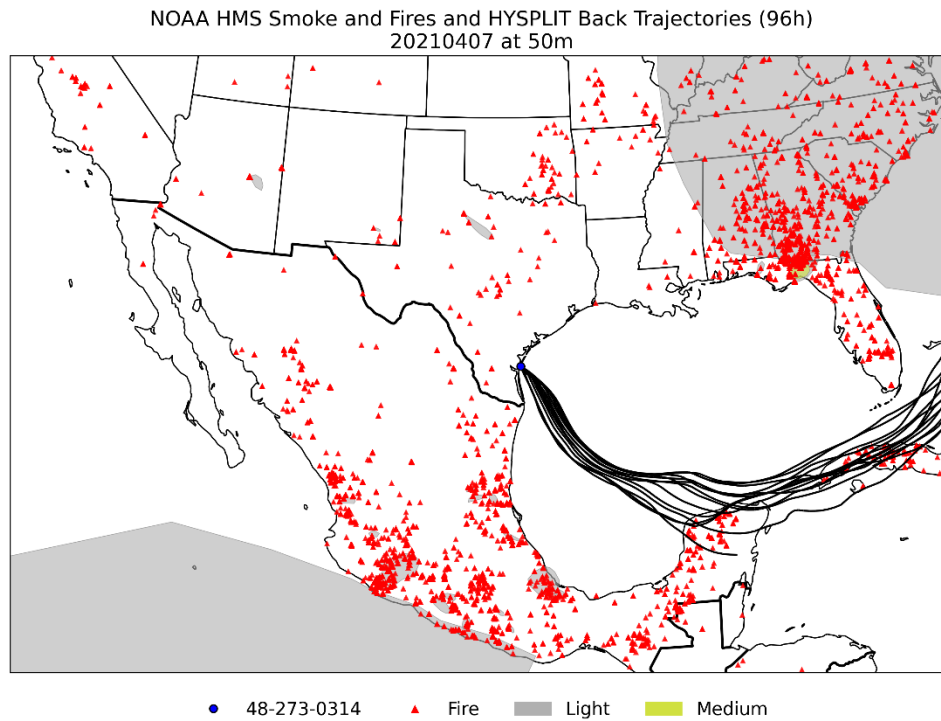 NOAA HMS Smoke and Fires and HYSPLIT Back Trajectories (96h)
20210407 at 50m
48-273-0314 Fire Light Medium